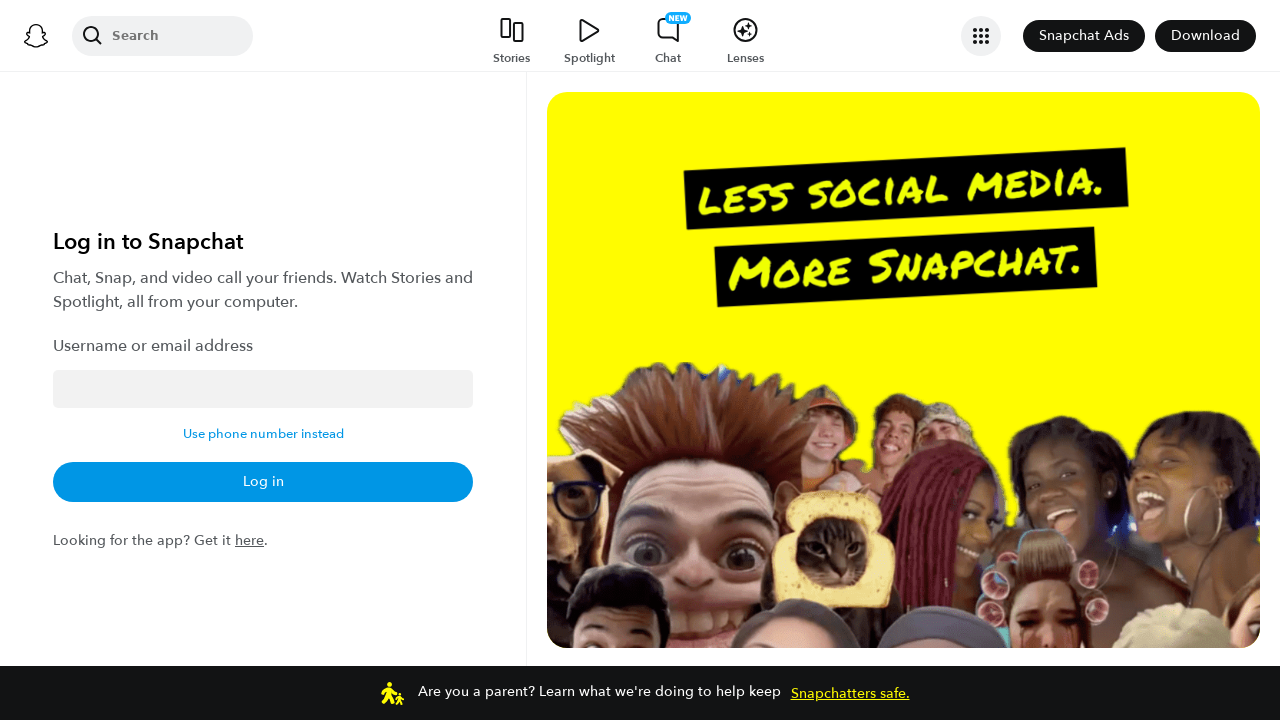 Search
Stories
Spotlight
NEW
Chat
Lenses
Snapchat Ads
Download
Log in to Snapchat
Chat, Snap, and video call your friends. Watch Stories and
Spotlight, all from your computer.
Username or email address
Use phone number instead
Log in
Looking for the app? Get it here.
LESS SOCIAL MEDIA.
MORE SNAPCHAT.
Are you a parent? Learn what we're doing to help keep Snapchatters safe.